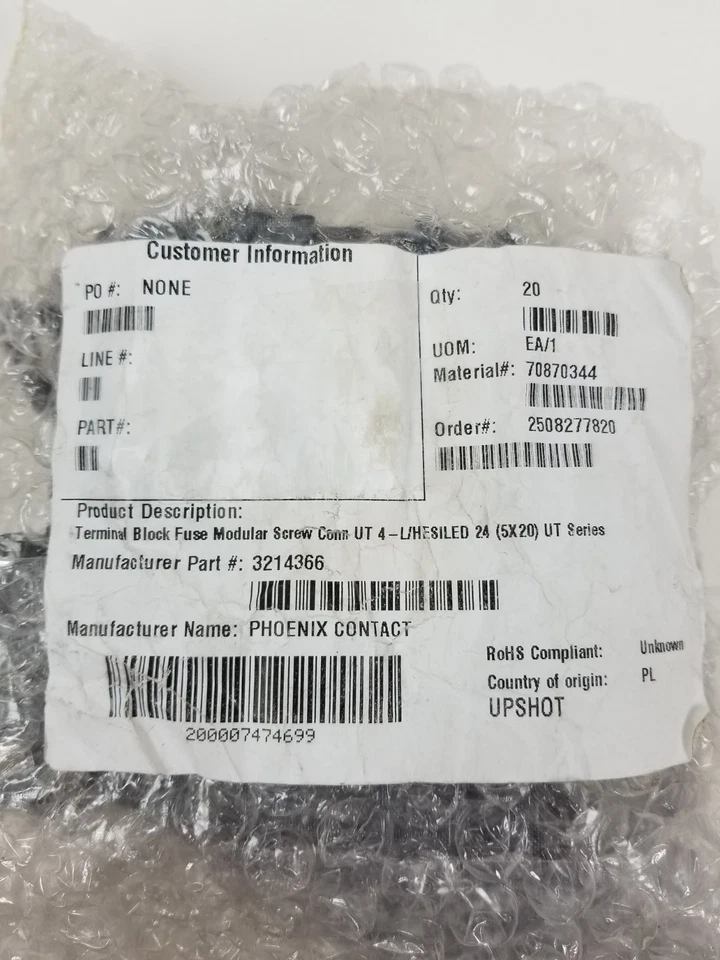 Customer Information
PO #: NONE
LINE #:
PART#:
Qty: 20
UOM: EA/1
Material#: 70870344
Order#: 2508277820
Product Description:
Terminal Block Fuse Modular Screw Conn UT 4-L/HESILED 24 (5X20) UT Series
Manufacturer Part #: 3214366
Manufacturer Name: PHOENIX CONTACT
200007474699
RoHS Compliant: Unknown
Country of origin: PL
UPSHOT